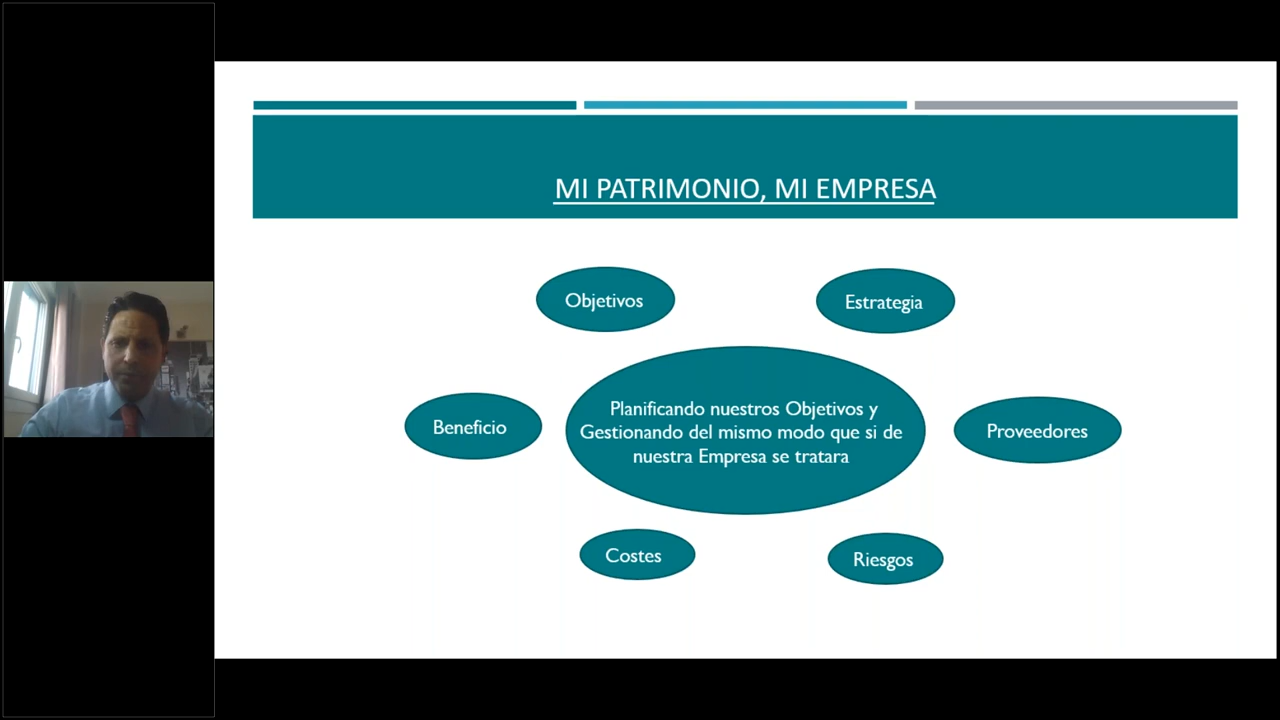 MI PATRIMONIO, MI EMPRESA
Objetivos
Estrategia
Planificando nuestros Objetivos y
Gestionando del mismo modo que si de
nuestra Empresa se tratara
Beneficio
Proveedores
Costes
Riesgos